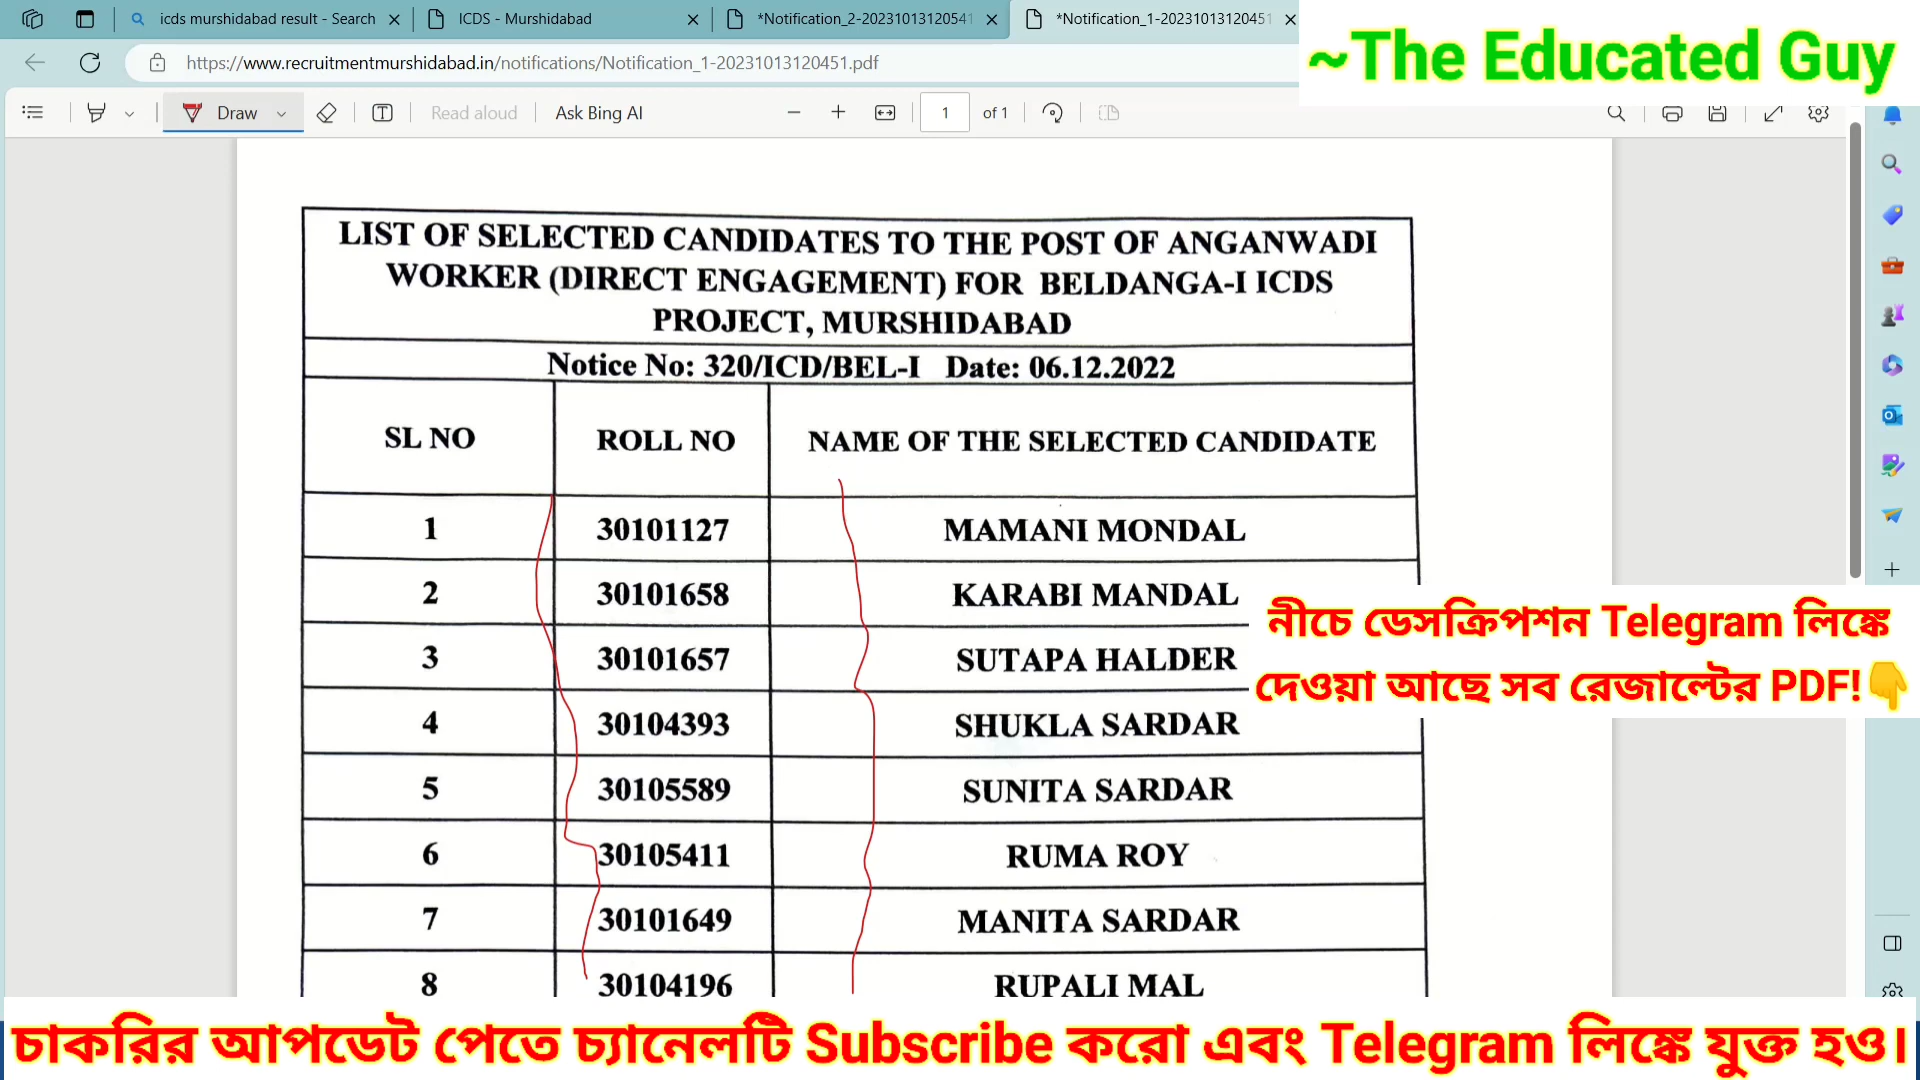 icds murshidabad result - Search
ICDS - Murshidabad
*Notification_2-20231013120541
*Notification_1-20231013120451
~The Educated Guy
https://www.recruitmentmurshidabad.in/notifications/Notification_1-20231013120451.pdf
Draw
Read aloud
Ask Bing AI
1 of 1
LIST OF SELECTED CANDIDATES TO THE POST OF ANGANWADI
WORKER (DIRECT ENGAGEMENT) FOR BELDANGA-I ICDS
PROJECT, MURSHIDABAD
Notice No: 320/ICD/BEL-I Date: 06.12.2022
SL NO ROLL NO NAME OF THE SELECTED CANDIDATE
1 30101127 MAMANI MONDAL
2 30101658 KARABI MANDAL
3 30101657 SUTAPA HALDER
4 30104393 SHUKLA SARDAR
5 30105589 SUNITA SARDAR
6 30105411 RUMA ROY
7 30101649 MANITA SARDAR
8 30104196 RUPALI MAL
নীচে ডেসক্রিপশন Telegram লিঙ্কে
দেওয়া আছে সব রেজাল্টের PDF!👇
চাকরির আপডেট পেতে চ্যানেলটি Subscribe করো এবং Telegram লিঙ্কে যুক্ত হও।